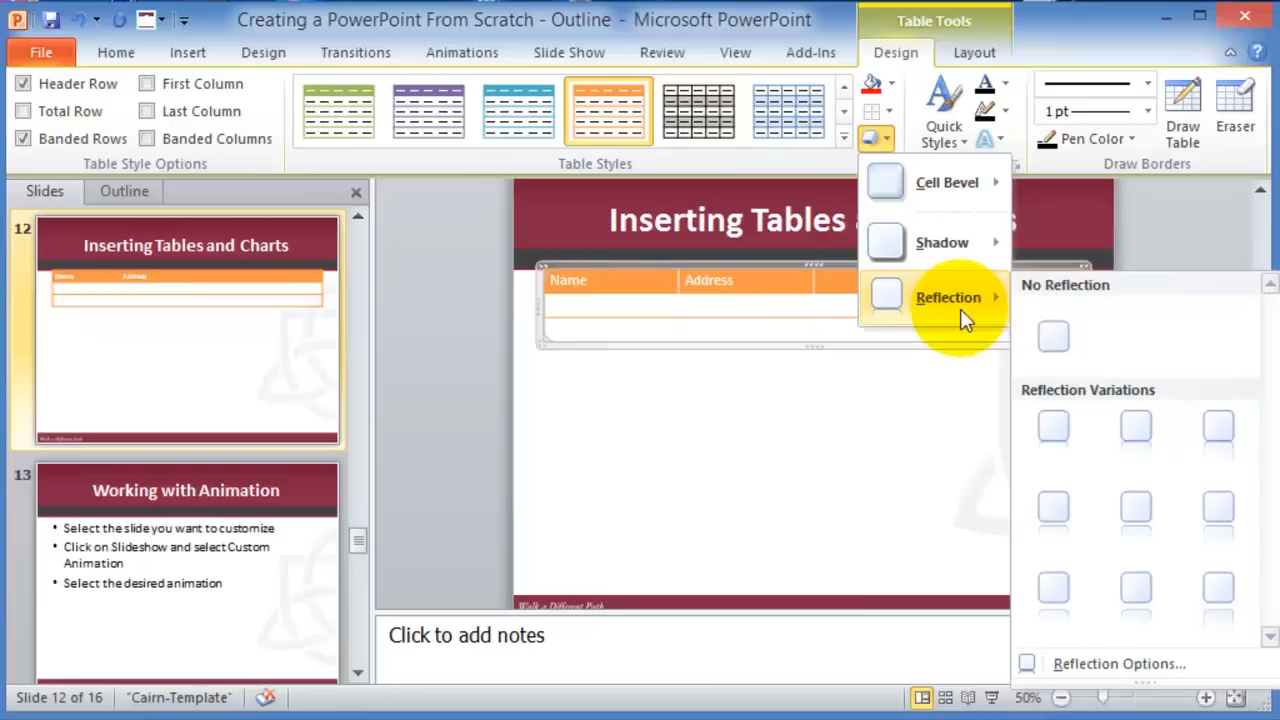 Creating a PowerPoint From Scratch - Outline - Microsoft PowerPoint
Table Tools
File
Home
Insert
Design
Transitions
Animations
Slide Show
Review
View
Add-Ins
Design
Layout
Header Row
First Column
Total Row
Last Column
Banded Rows
Banded Columns
Table Style Options
Table Styles
Quick
Styles
1 pt
Pen Color
Draw
Table
Eraser
Draw Borders
Slides
Outline
12
Inserting Tables and Charts
Name
Address
13
Working with Animation
• Select the slide you want to customize
• Click on Slideshow and select Custom
Animation
• Select the desired animation
Inserting Tables
Name
Address
Walk a Different Path
Cell Bevel
Shadow
Reflection
No Reflection
Reflection Variations
Reflection Options...
Click to add notes
Slide 12 of 16
"Cairn-Template"
50%